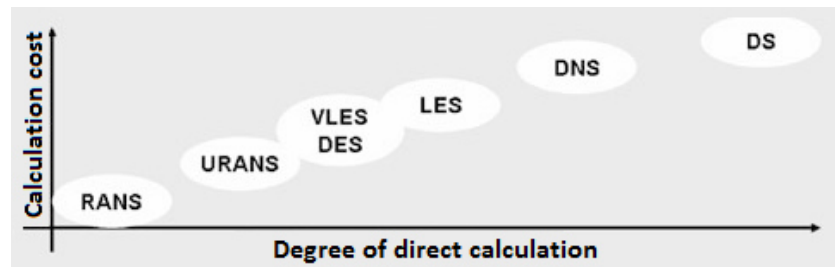 Calculation cost
DS
DNS
LES
VLES
DES
URANS
RANS
Degree of direct calculation